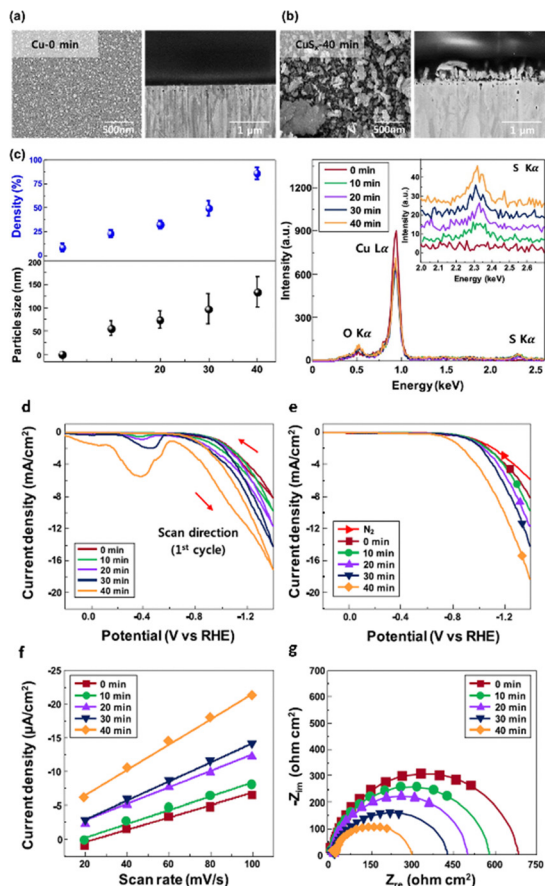 (a)
Cu-0 min
500nm
1 μm
(b)
CuSx-40 min
500nm
1 μm
(c)
Density (%)
100
75
50
25
0
Particle size (nm)
200
150
100
50
0
0 10 20 30 40
Intensity (a.u.)
1200
900
600
300
0
0 min
10 min
20 min
30 min
40 min
Cu Lα
O Kα
S Kα
0.0 0.5 1.0 1.5 2.0 2.5
Energy (keV)
S Kα
Intensity (a.u.)
40
30
20
10
0
2.0 2.1 2.2 2.3 2.4 2.5 2.6
Energy (keV)
d
Current density (mA/cm²)
0
-4
-8
-12
-16
-20
Scan direction
(1st cycle)
0 min
10 min
20 min
30 min
40 min
0.0 -0.4 -0.8 -1.2
Potential (V vs RHE)
e
Current density (mA/cm²)
0
-4
-8
-12
-16
-20
N₂
0 min
10 min
20 min
30 min
40 min
0.0 -0.4 -0.8 -1.2
Potential (V vs RHE)
f
Current density (μA/cm²)
-25
-20
-15
-10
-5
0
0 min
10 min
20 min
30 min
40 min
20 40 60 80 100
Scan rate (mV/s)
g
-Zim (ohm cm²)
700
600
500
400
300
200
100
0
0 min
10 min
20 min
30 min
40 min
0 150 300 450 600 750
Zre (ohm cm²)